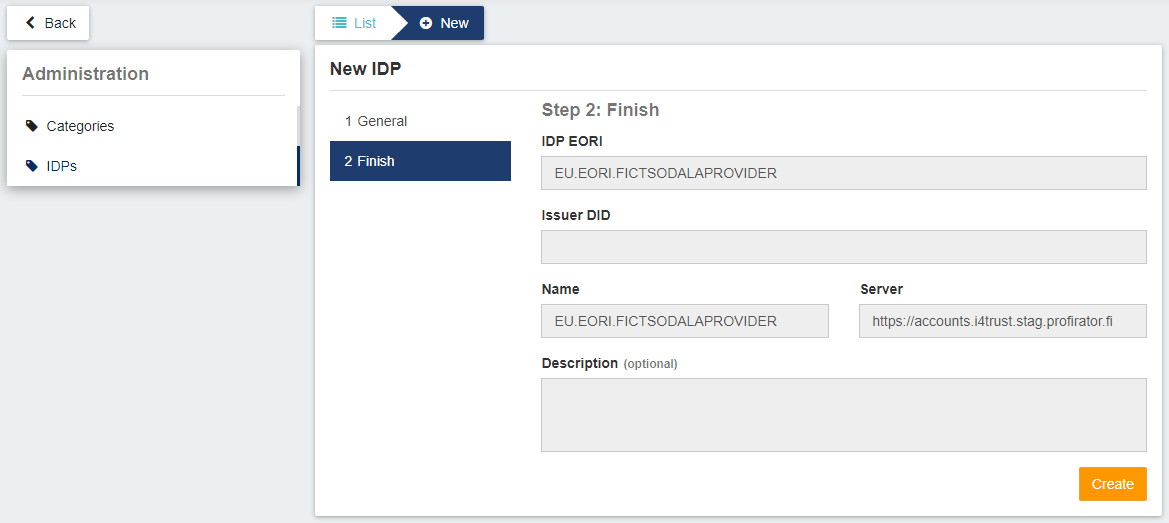 Back
List
New
Administration
Categories
IDPs
New IDP
1 General
2 Finish
Step 2: Finish
IDP EORI
EU.EORI.FICTSODALAPROVIDER
Issuer DID
Name
Server
EU.EORI.FICTSODALAPROVIDER
https://accounts.i4trust.stag.profirator.fi
Description (optional)
Create